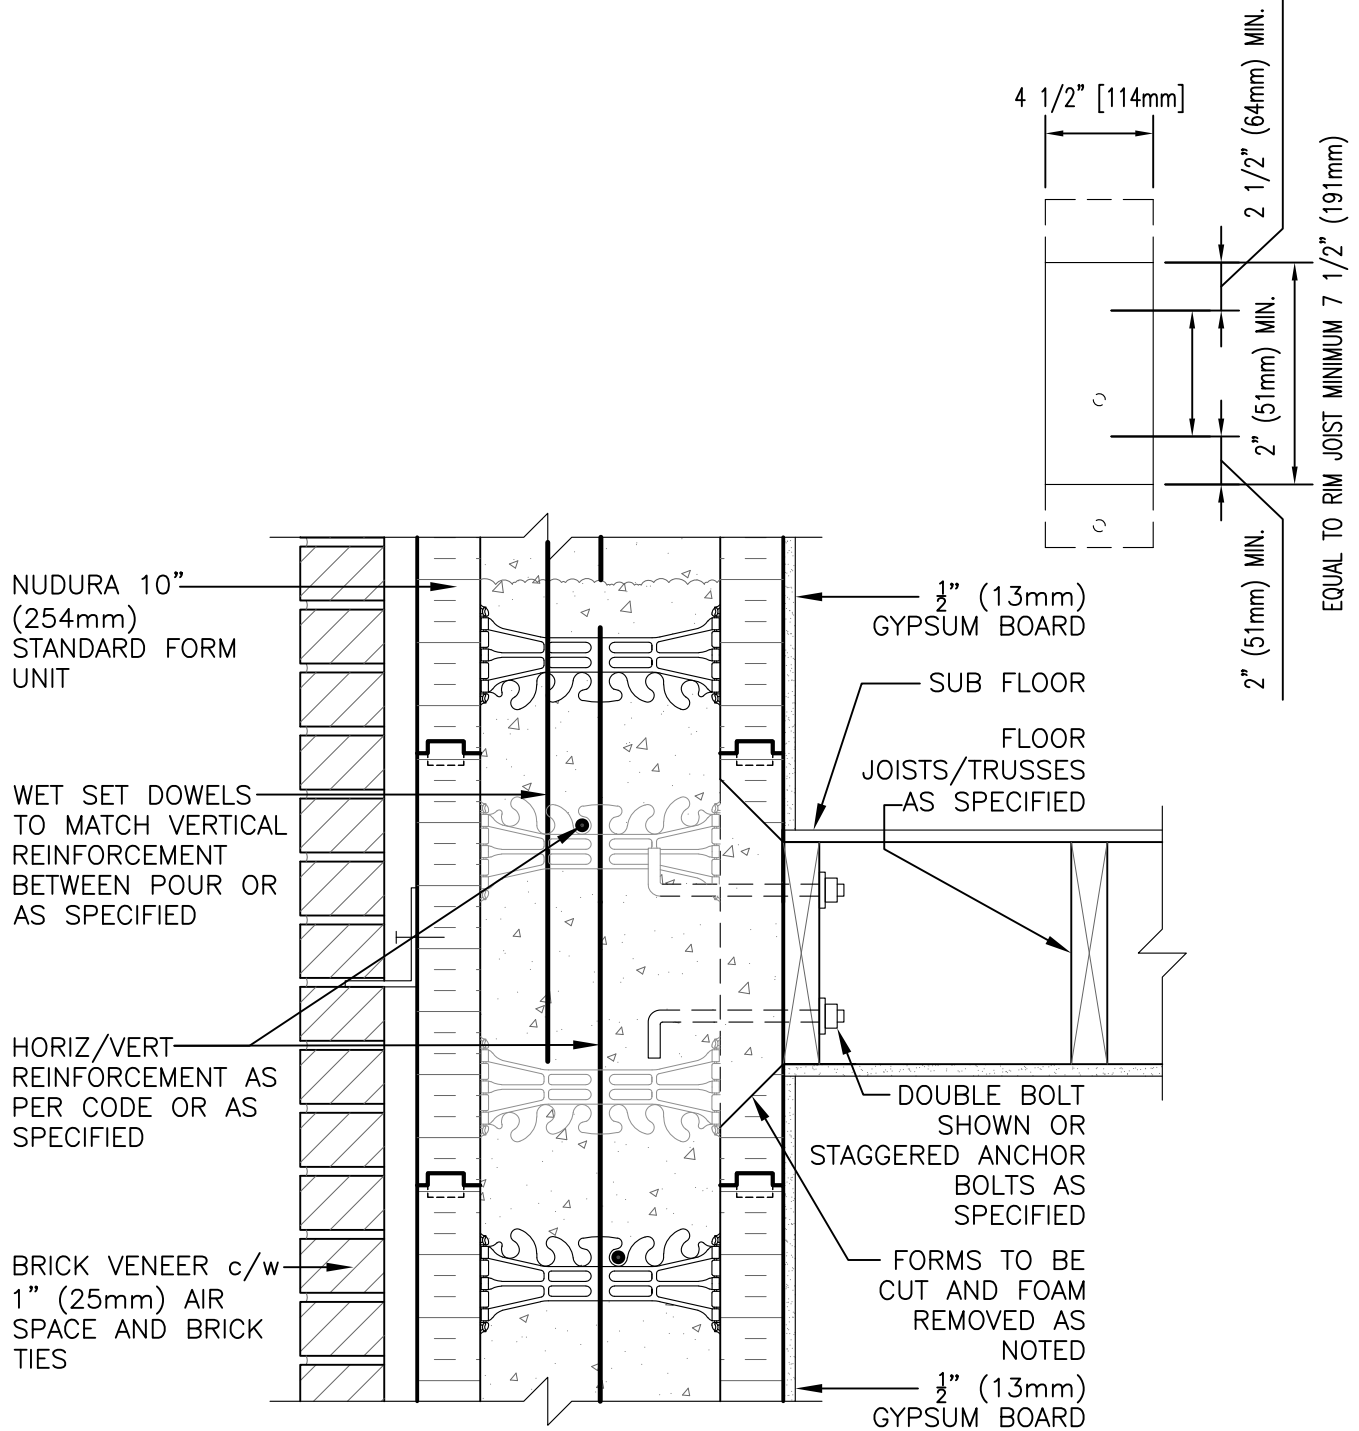 4 1/2" [114mm]
2 1/2" (64mm) MIN.
2" (51mm) MIN.
2" (51mm) MIN.
EQUAL TO RIM JOIST MINIMUM 7 1/2" (191mm)
NUDURA 10"
(254mm)
STANDARD FORM
UNIT
WET SET DOWELS
TO MATCH VERTICAL
REINFORCEMENT
BETWEEN POUR OR
AS SPECIFIED
HORIZ/VERT
REINFORCEMENT AS
PER CODE OR AS
SPECIFIED
BRICK VENEER c/w
1" (25mm) AIR
SPACE AND BRICK
TIES
1/2" (13mm)
GYPSUM BOARD
SUB FLOOR
FLOOR
JOISTS/TRUSSES
AS SPECIFIED
DOUBLE BOLT
SHOWN OR
STAGGERED ANCHOR
BOLTS AS
SPECIFIED
FORMS TO BE
CUT AND FOAM
REMOVED AS
NOTED
1/2" (13mm)
GYPSUM BOARD